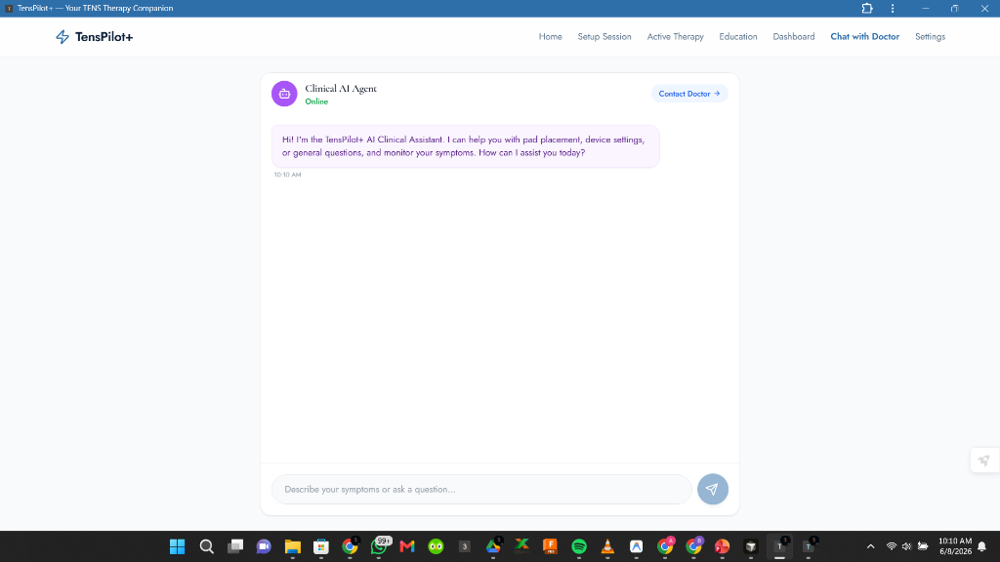 TensPilot+ — Your TENS Therapy Companion
TensPilot+
Home Setup Session Active Therapy Education Dashboard Chat with Doctor Settings
Clinical AI Agent
Online
Contact Doctor →
Hi! I'm the TensPilot+ AI Clinical Assistant. I can help you with pad placement, device settings,
or general questions, and monitor your symptoms. How can I assist you today?
10:10 AM
Describe your symptoms or ask a question...
99+
3
10:10 AM
6/8/2026